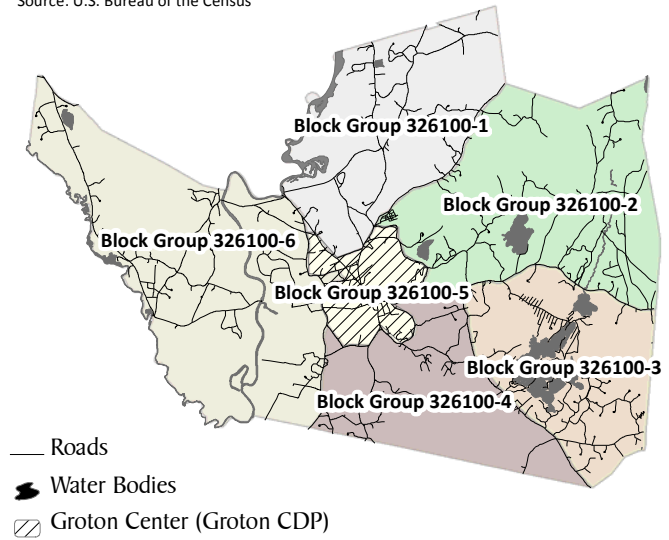 Source: U.S. Bureau of the Census
Block Group 326100-1
Block Group 326100-2
Block Group 326100-6
Block Group 326100-5
Block Group 326100-3
Block Group 326100-4
Roads
Water Bodies
Groton Center (Groton CDP)